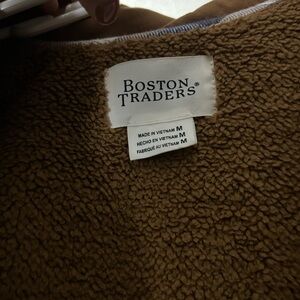 BOSTON
TRADERS®
MADE IN VIETNAM M
HECHO EN VIETNAM M
FABRIQUÉ AU VIETNAM M